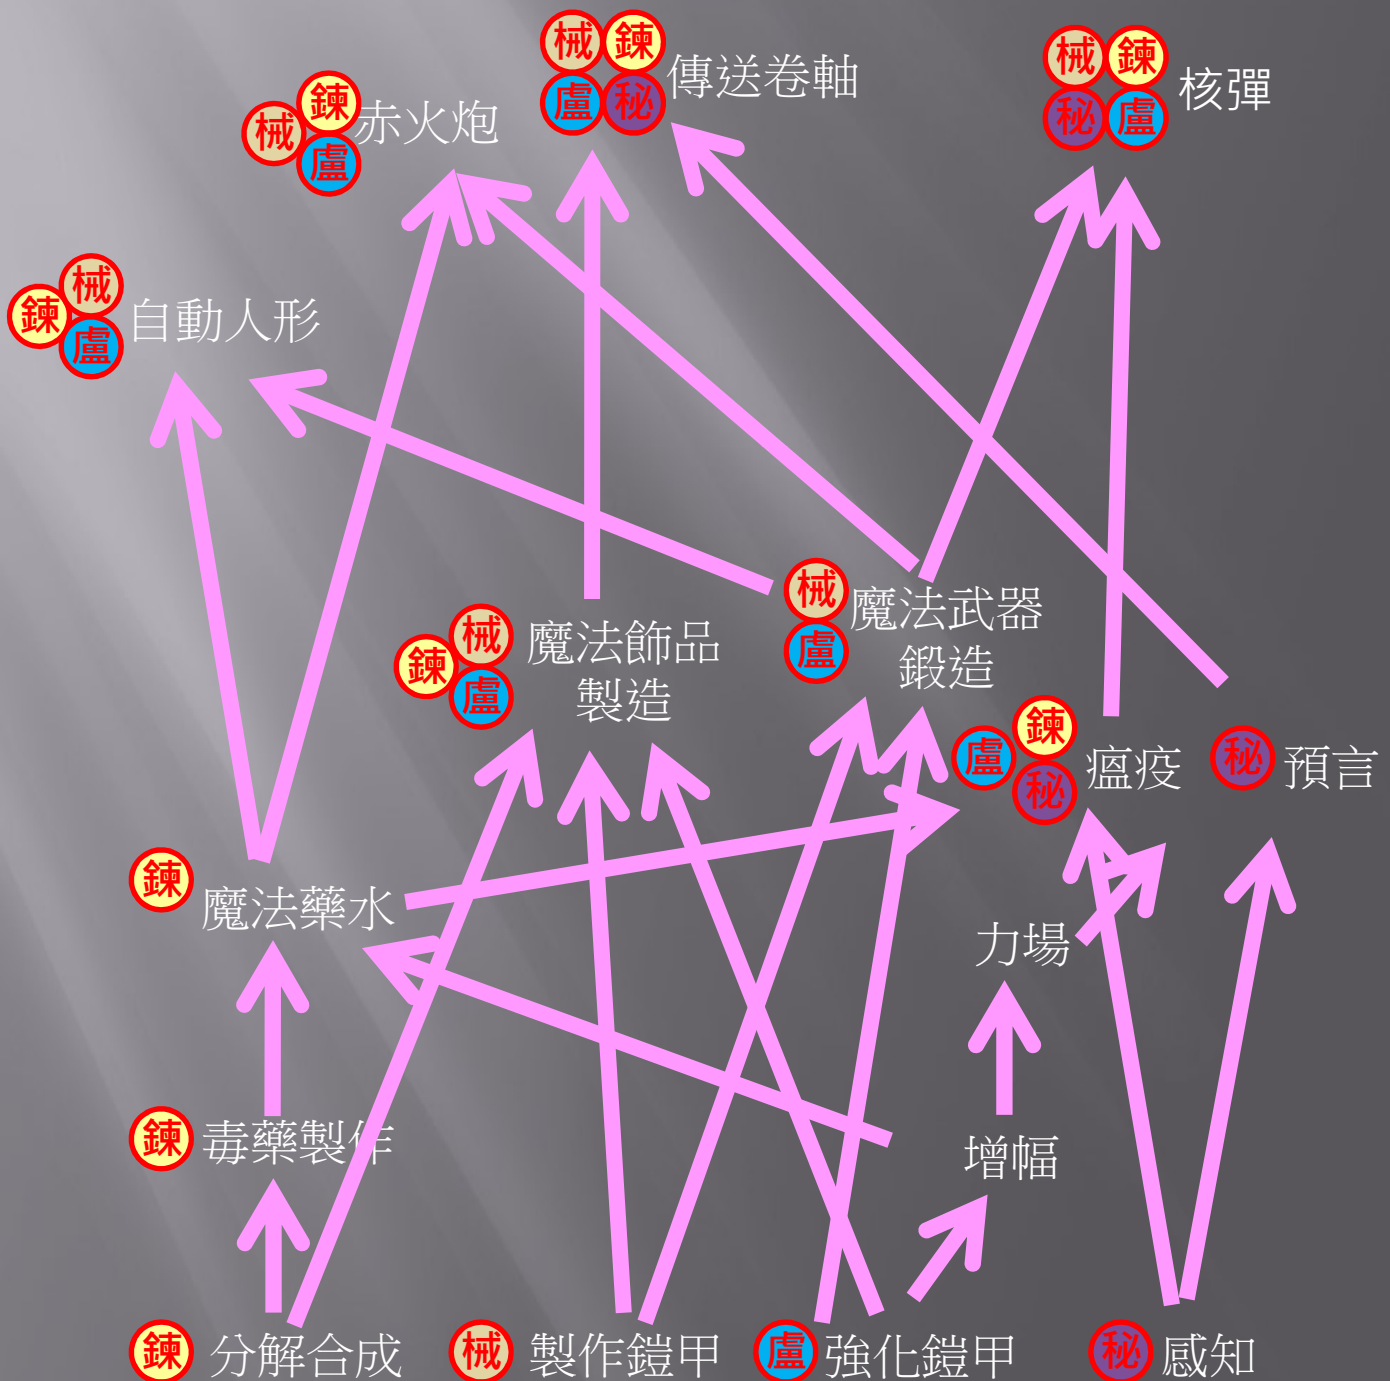 械鍊
盧秘
傳送卷軸
械鍊
秘盧
核彈
鍊
械
盧
赤火炮
械
鍊
盧
自動人形
械
鍊
盧
魔法飾品
製造
械
盧
魔法武器
鍛造
鍊
盧
秘
瘟疫
秘
預言
鍊
魔法藥水
力場
鍊
毒藥製作
增幅
鍊
分解合成
械
製作鎧甲
盧
強化鎧甲
秘
感知